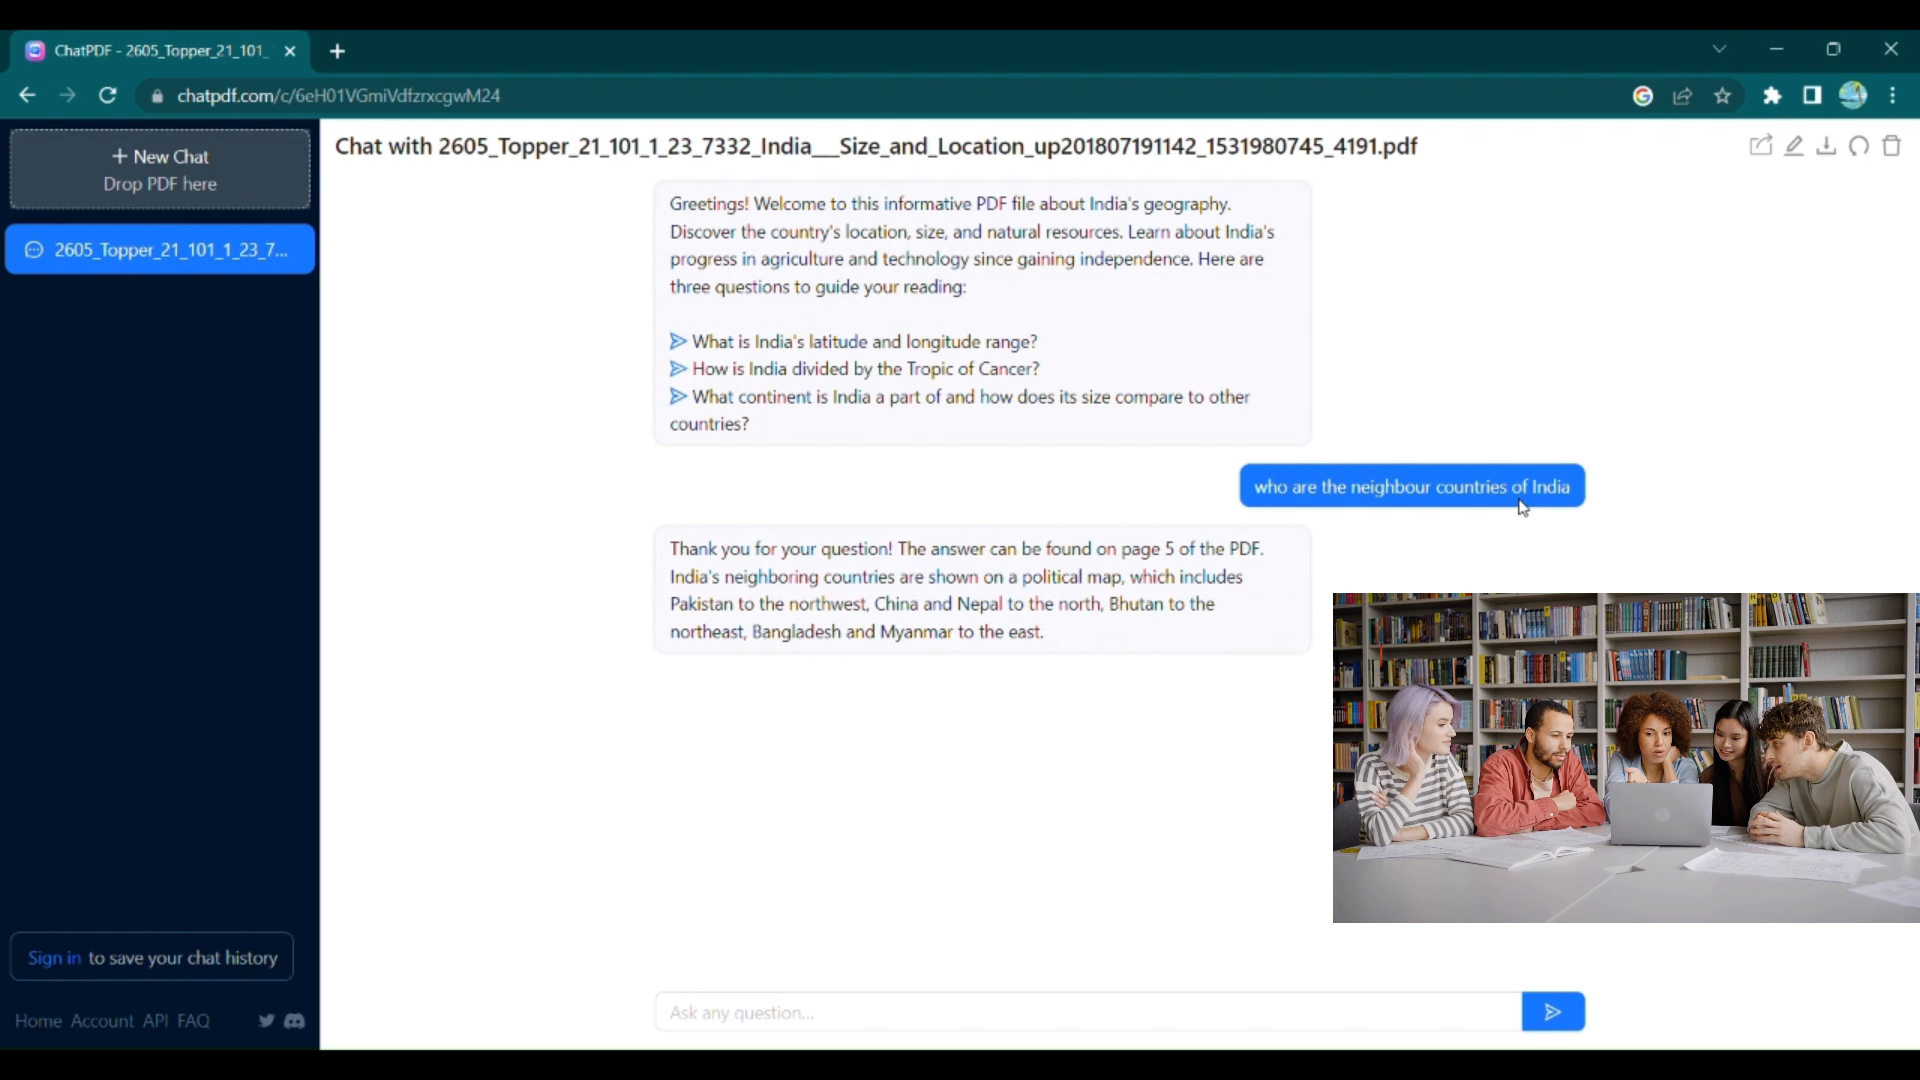 ChatPDF - 2605_Topper_21_101_
chatpdf.com/c/6eH01VGmiVdfzrxcgwM24
+ New Chat
Drop PDF here
2605_Topper_21_101_1_23_7...
Chat with 2605_Topper_21_101_1_23_7332_India___Size_and_Location_up201807191142_1531980745_4191.pdf
Greetings! Welcome to this informative PDF file about India's geography.
Discover the country's location, size, and natural resources. Learn about India's
progress in agriculture and technology since gaining independence. Here are
three questions to guide your reading:
What is India's latitude and longitude range?
How is India divided by the Tropic of Cancer?
What continent is India a part of and how does its size compare to other
countries?
who are the neighbour countries of India
Thank you for your question! The answer can be found on page 5 of the PDF.
India's neighboring countries are shown on a political map, which includes
Pakistan to the northwest, China and Nepal to the north, Bhutan to the
northeast, Bangladesh and Myanmar to the east.
Ask any question...
Sign in to save your chat history
Home Account API FAQ